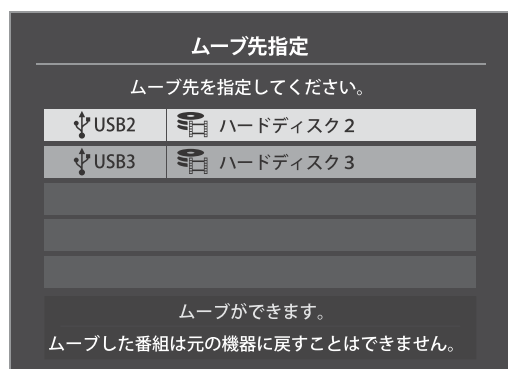 ムーブ先指定
ムーブ先を指定してください。
USB2 ハードディスク2
USB3 ハードディスク3
ムーブができます。
ムーブした番組は元の機器に戻すことはできません。